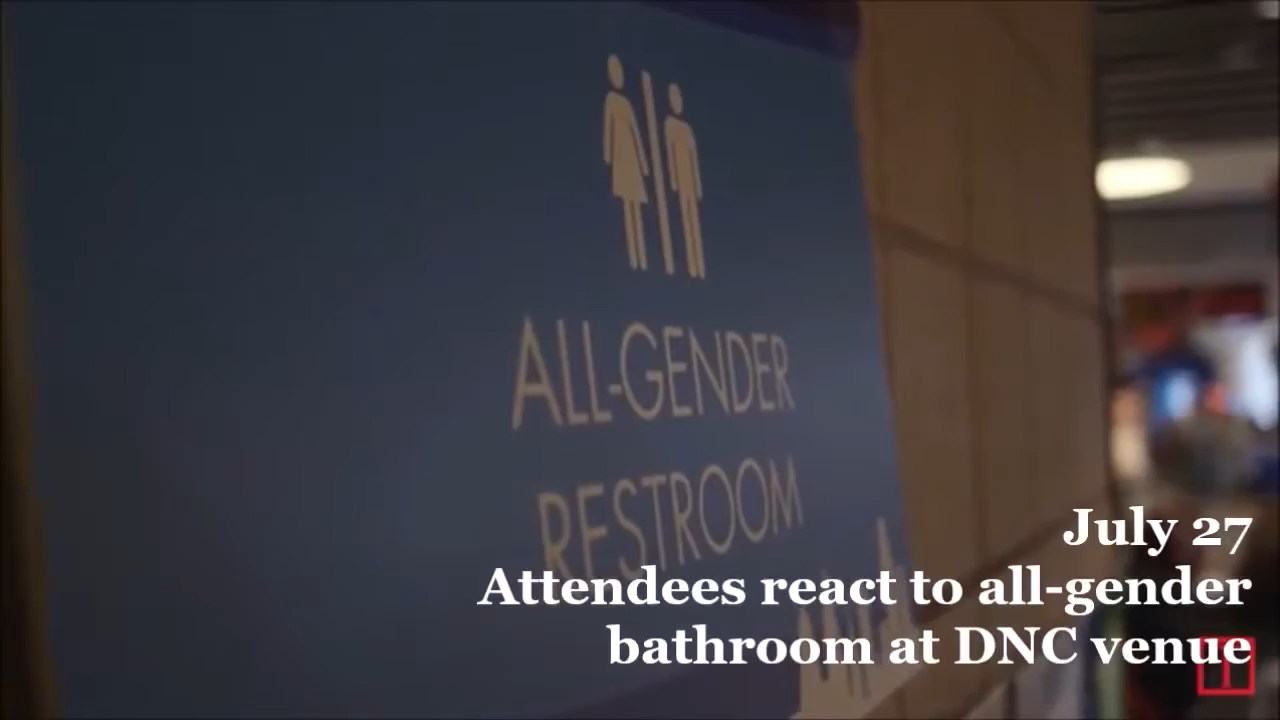 ALL-GENDER
RESTROOM
July 27
Attendees react to all-gender
bathroom at DNC venue